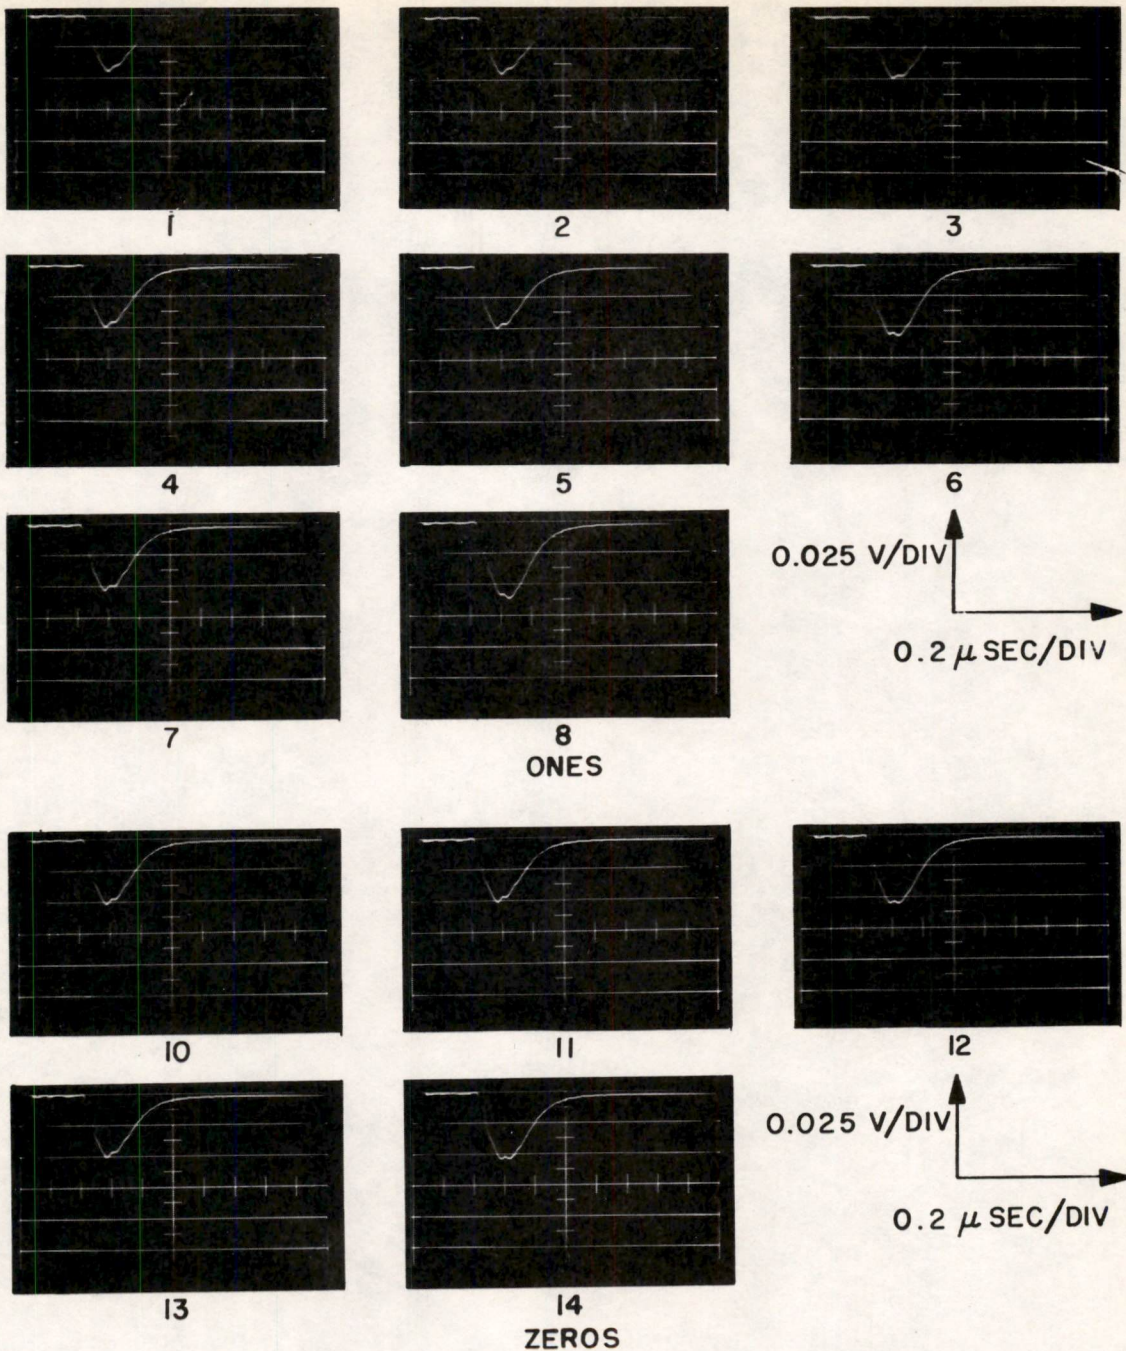 1 2 3
4 5 6
0.025 V/DIV
0.2 μ SEC/DIV
7 8
ONES
10 11 12
0.025 V/DIV
0.2 μ SEC/DIV
13 14
ZEROS